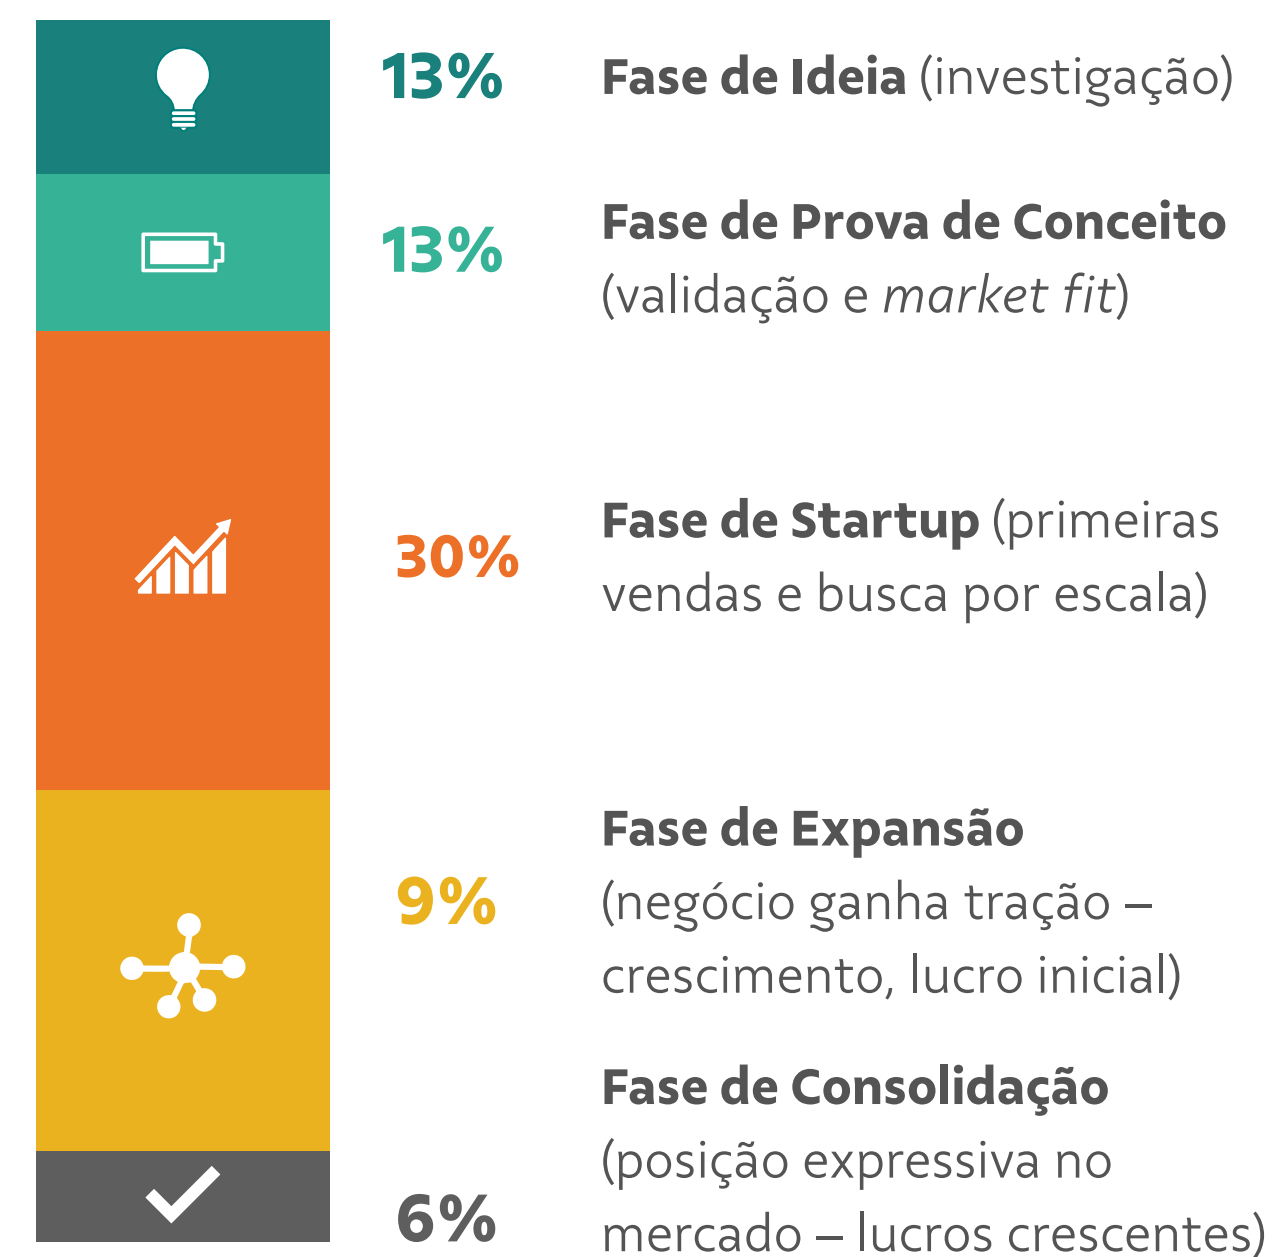 13% Fase de Ideia (investigação)
13% Fase de Prova de Conceito
(validação e market fit)
30% Fase de Startup (primeiras
vendas e busca por escala)
9% Fase de Expansão
(negócio ganha tração –
crescimento, lucro inicial)
6% Fase de Consolidação
(posição expressiva no
mercado – lucros crescentes)